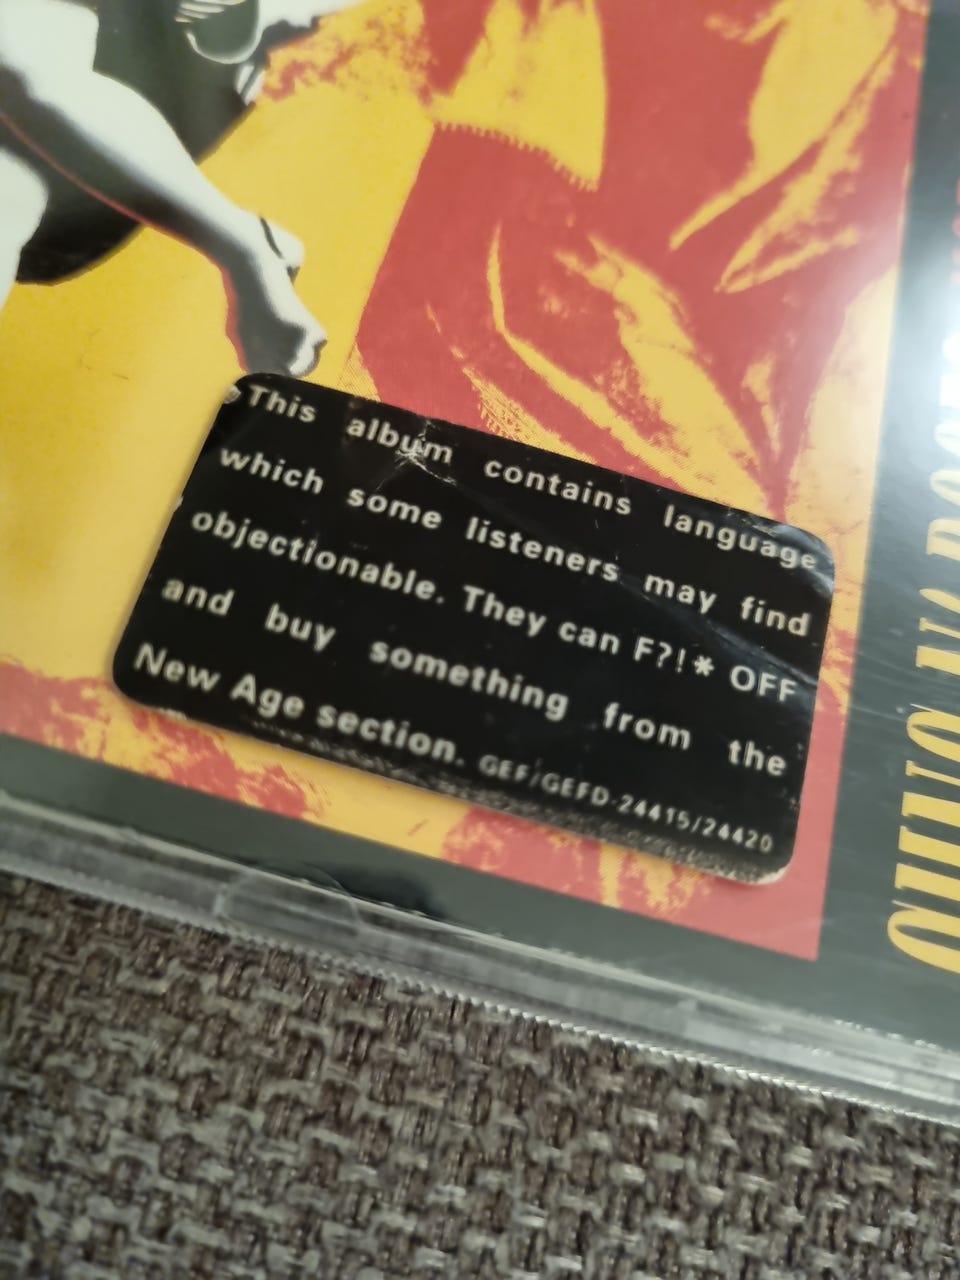 This album contains language
which some listeners may find
objectionable. They can F?!* OFF
and buy something from the
New Age section. GEF/GEFD-24415/24420